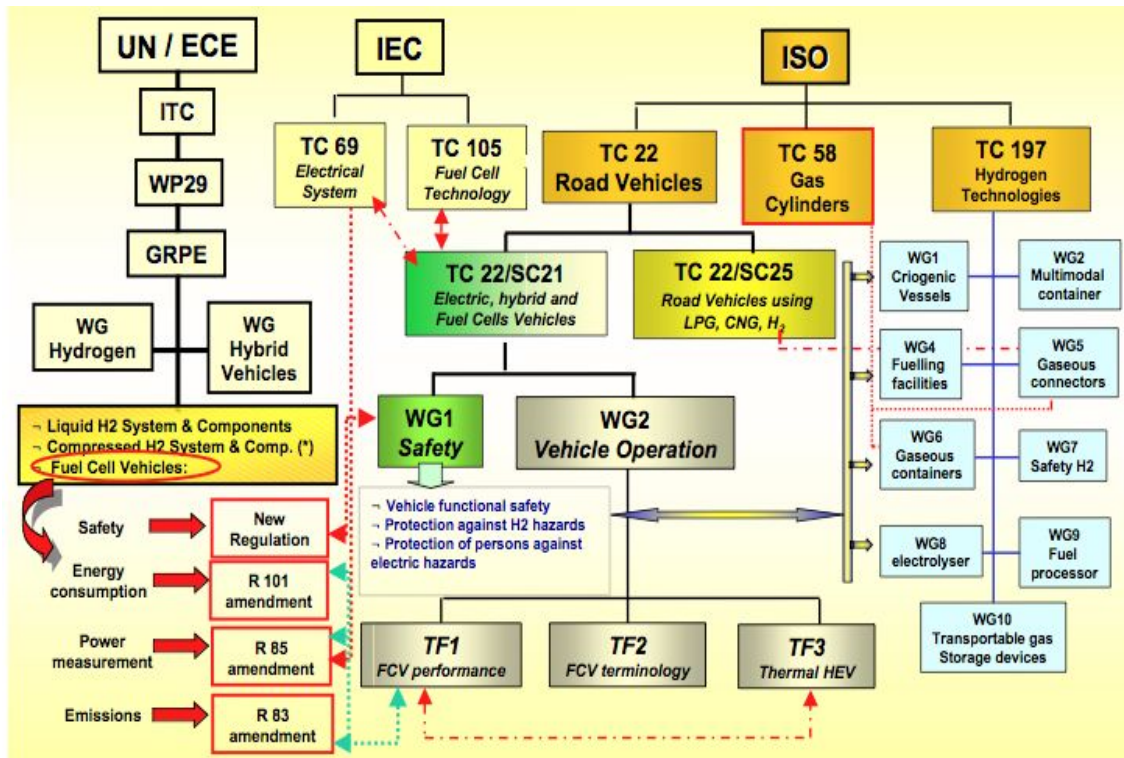 UN / ECE
ITC
WP29
GRPE
WG
Hydrogen
WG
Hybrid
Vehicles
¬ Liquid H2 System & Components
¬ Compressed H2 System & Comp. (*)
¬ Fuel Cell Vehicles:
Safety
New
Regulation
Energy
consumption
R 101
amendment
Power
measurement
R 85
amendment
Emissions
R 83
amendment
IEC
TC 69
Electrical
System
TC 105
Fuel Cell
Technology
ISO
TC 22
Road Vehicles
TC 58
Gas
Cylinders
TC 197
Hydrogen
Technologies
TC 22/SC21
Electric, hybrid and
Fuel Cells Vehicles
TC 22/SC25
Road Vehicles using
LPG, CNG, H₂
WG1
Safety
WG2
Vehicle Operation
¬ Vehicle functional safety
¬ Protection against H2 hazards
¬ Protection of persons against
electric hazards
TF1
FCV performance
TF2
FCV terminology
TF3
Thermal HEV
WG1
Criogenic
Vessels
WG2
Multimodal
container
WG4
Fuelling
facilities
WG5
Gaseous
connectors
WG6
Gaseous
containers
WG7
Safety H2
WG8
electrolyser
WG9
Fuel
processor
WG10
Transportable gas
Storage devices